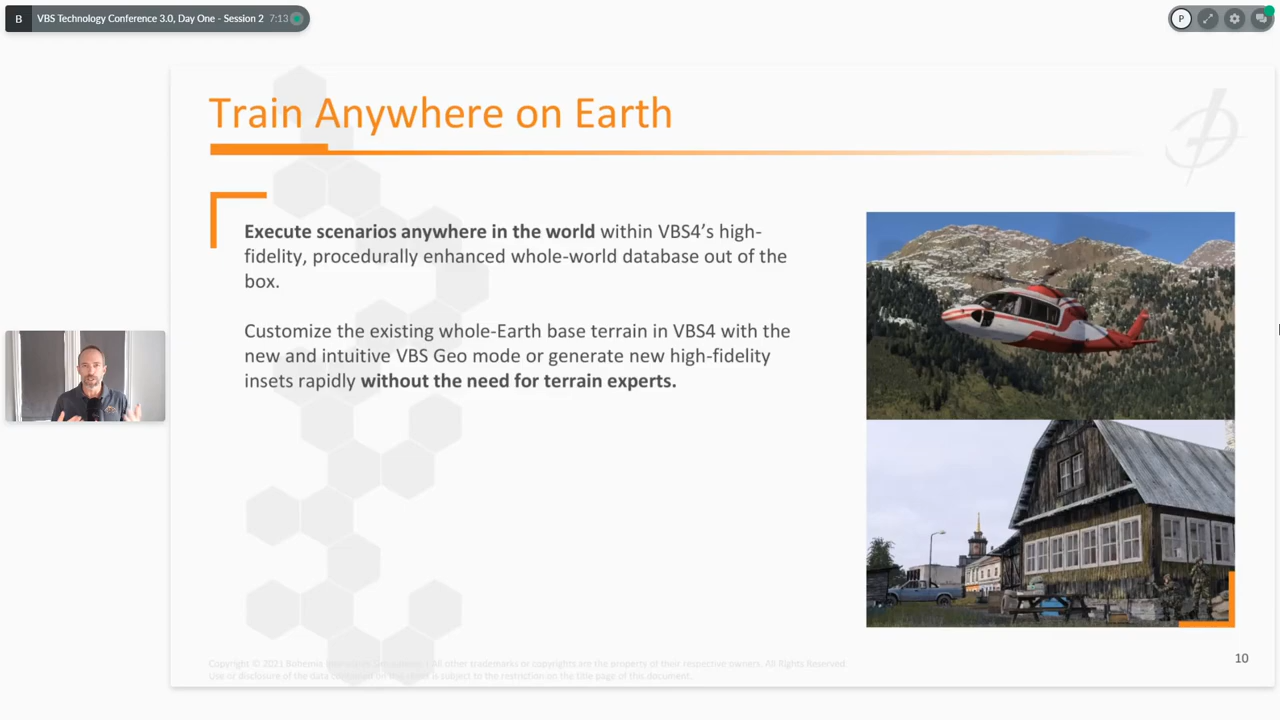 B VBS Technology Conference 3.0, Day One - Session 2 7:13
P
Train Anywhere on Earth
Execute scenarios anywhere in the world within VBS4's high-
fidelity, procedurally enhanced whole-world database out of the
box.
Customize the existing whole-Earth base terrain in VBS4 with the
new and intuitive VBS Geo mode or generate new high-fidelity
insets rapidly without the need for terrain experts.
Copyright © 2021 Bohemia Interactive Simulations. All other trademarks or copyrights are the property of their respective owners. All Rights Reserved.
Use or disclosure of the data contained on this sheet is subject to the restriction on the title page of this document.
10